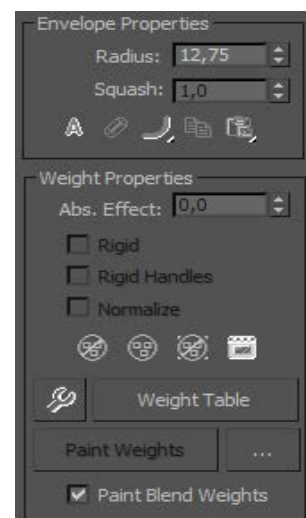 Envelope Properties
Radius: 12,75
Squash: 1,0
A
Weight Properties
Abs. Effect: 0,0
Rigid
Rigid Handles
Normalize
Weight Table
Paint Weights ...
Paint Blend Weights